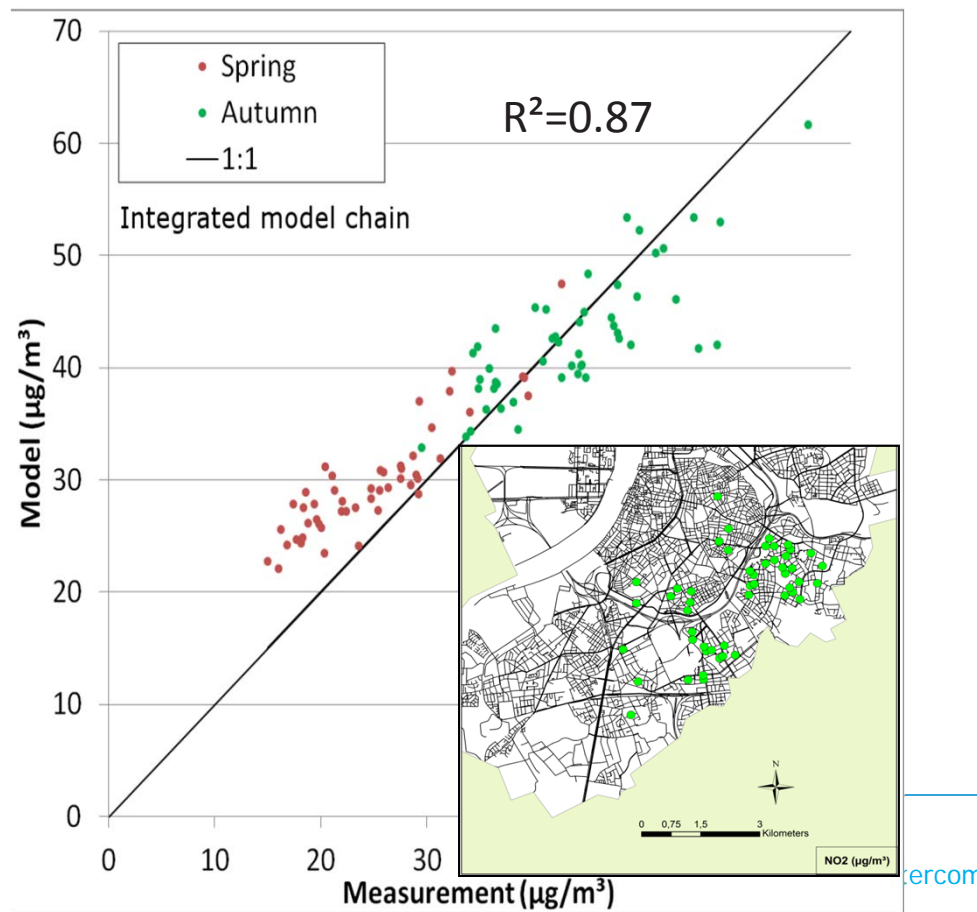 70
Spring
Autumn
1:1
R²=0.87
60
Integrated model chain
50
40
30
20
10
0
Model (µg/m³)
0 10 20 30
Measurement (µg/m³)
N
0 0,75 1,5 3
Kilometers
NO2 (µg/m³)